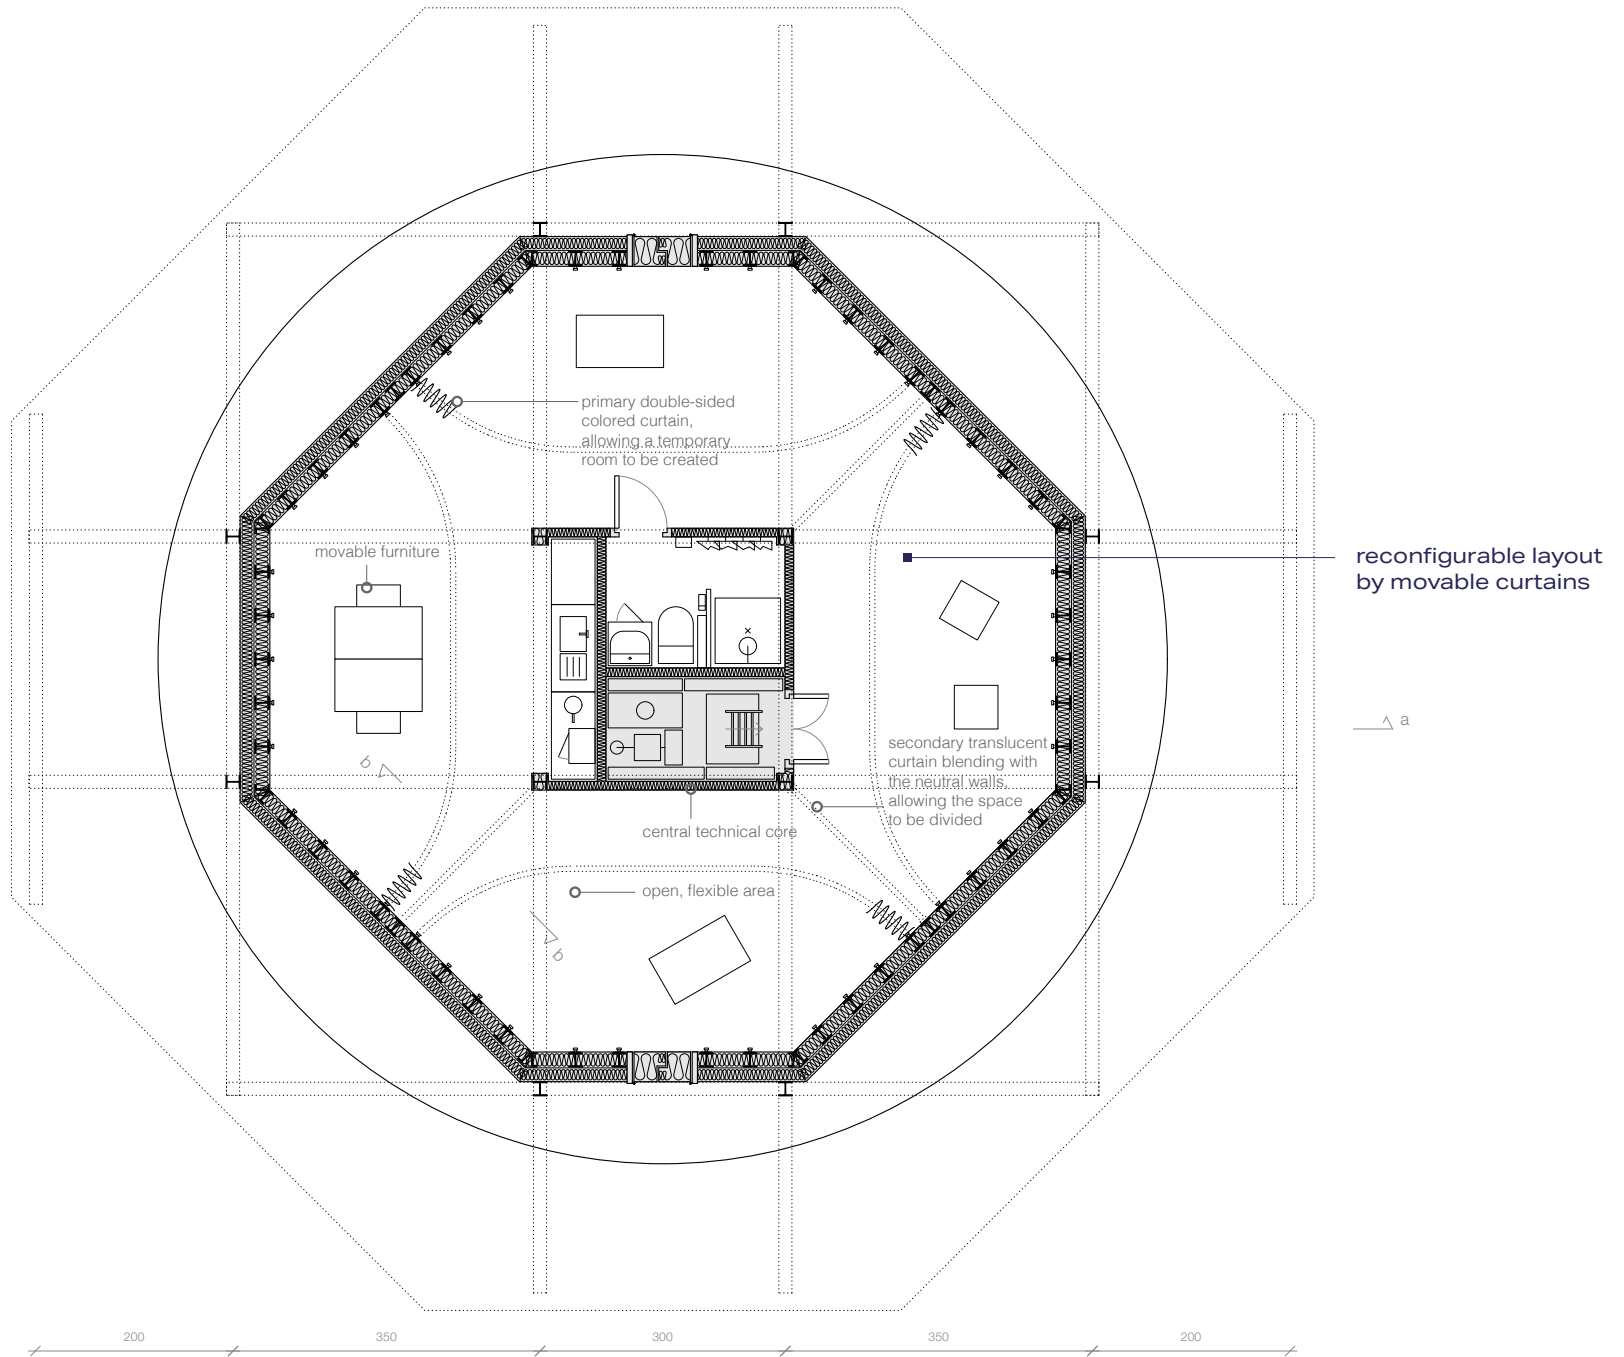 primary double-sided
colored curtain,
allowing a temporary
room to be created
movable furniture
reconfigurable layout
by movable curtains
a
secondary translucent
curtain blending with
the neutral walls,
allowing the space
to be divided
b
central technical core
open, flexible area
b
200 350 300 350 200